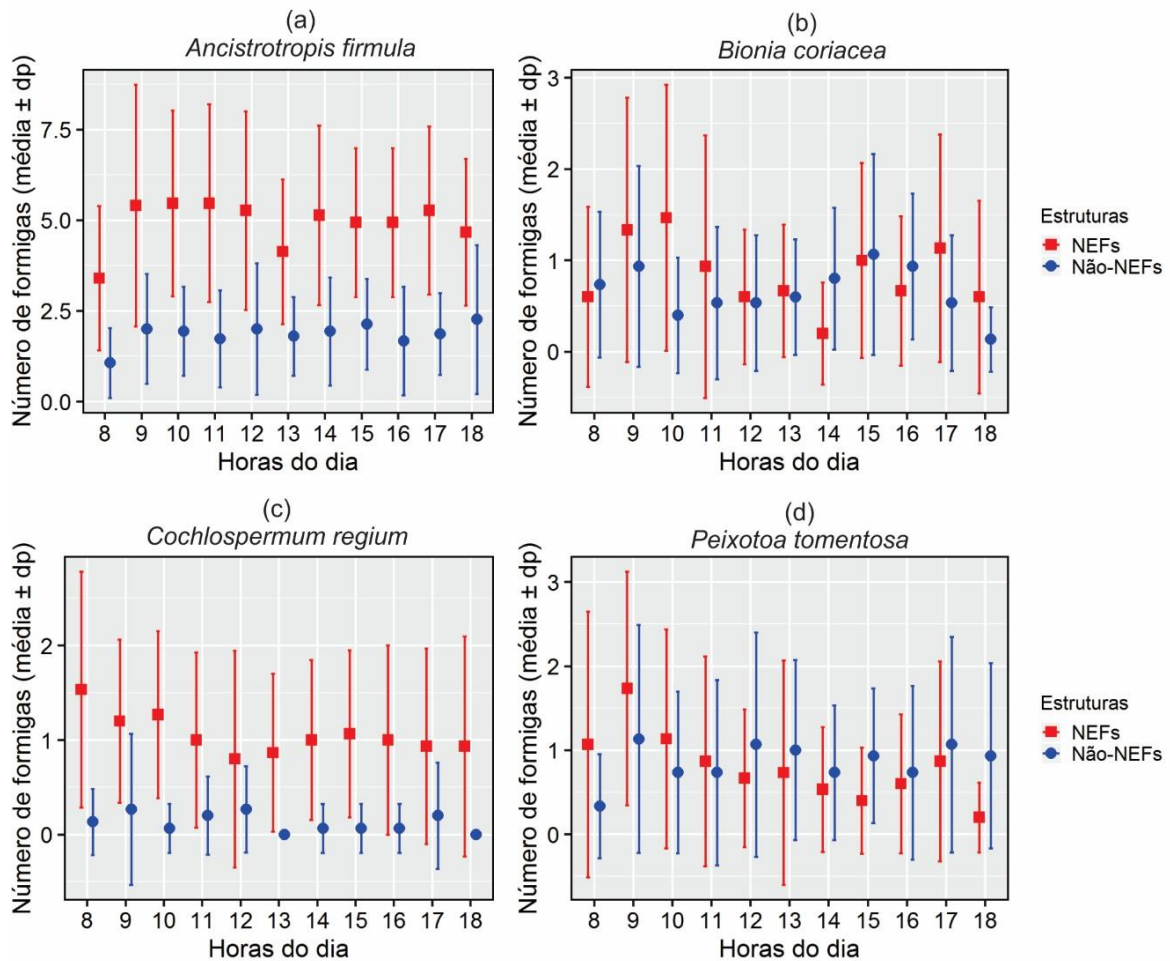 (a)
Ancistrotropis firmula
Número de formigas (média ± dp)
7.5
5.0
2.5
0.0
8 9 10 11 12 13 14 15 16 17 18
Horas do dia
(b)
Bionia coriacea
Número de formigas (média ± dp)
3
2
1
0
8 9 10 11 12 13 14 15 16 17 18
Horas do dia
Estruturas
NEFs
Não-NEFs
(c)
Cochlospermum regium
Número de formigas (média ± dp)
2
1
0
8 9 10 11 12 13 14 15 16 17 18
Horas do dia
(d)
Peixotoa tomentosa
Número de formigas (média ± dp)
3
2
1
0
8 9 10 11 12 13 14 15 16 17 18
Horas do dia
Estruturas
NEFs
Não-NEFs